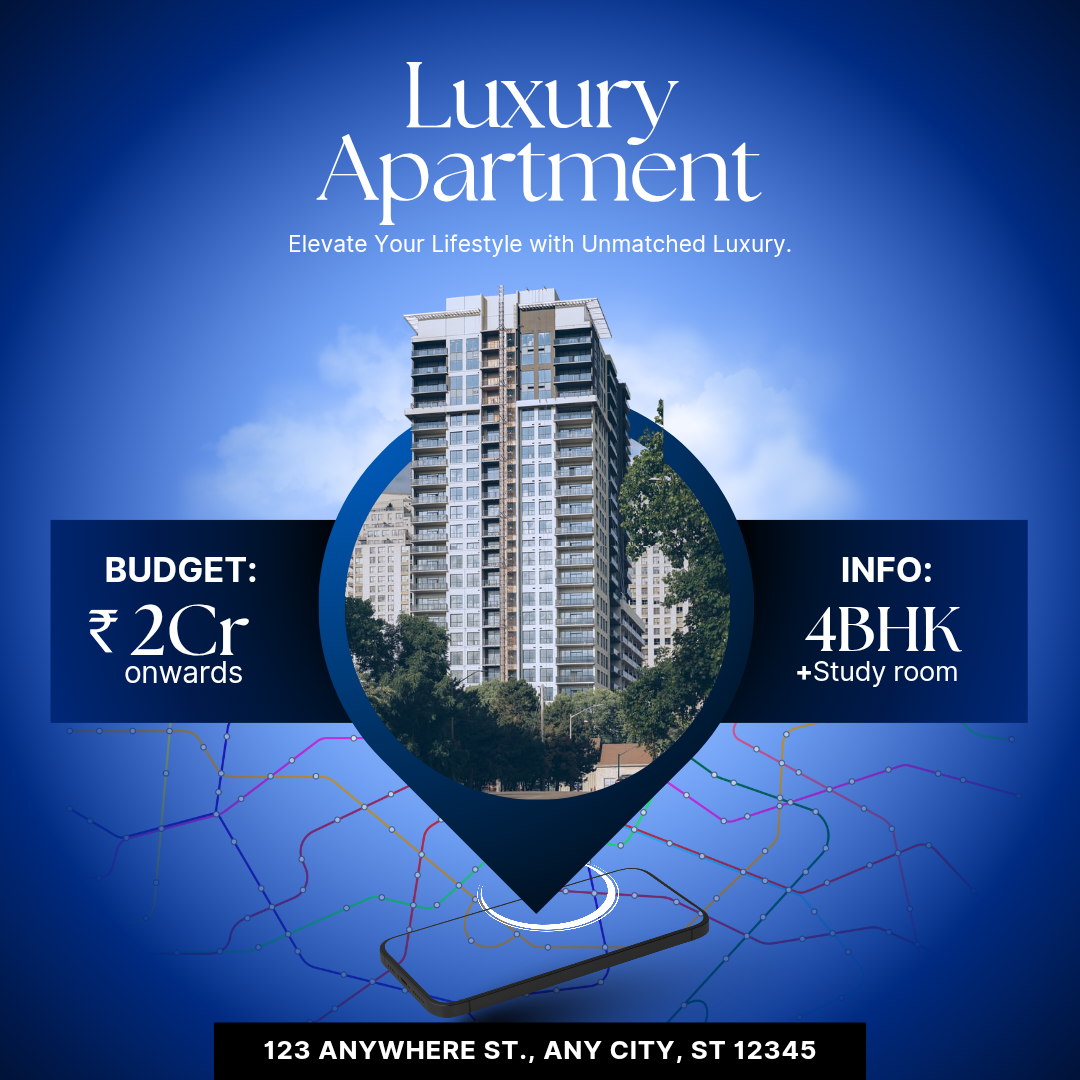 Luxury
Apartment
Elevate Your Lifestyle with Unmatched Luxury.
BUDGET:
₹ 2Cr
onwards
INFO:
4BHK
+Study room
123 ANYWHERE ST., ANY CITY, ST 12345